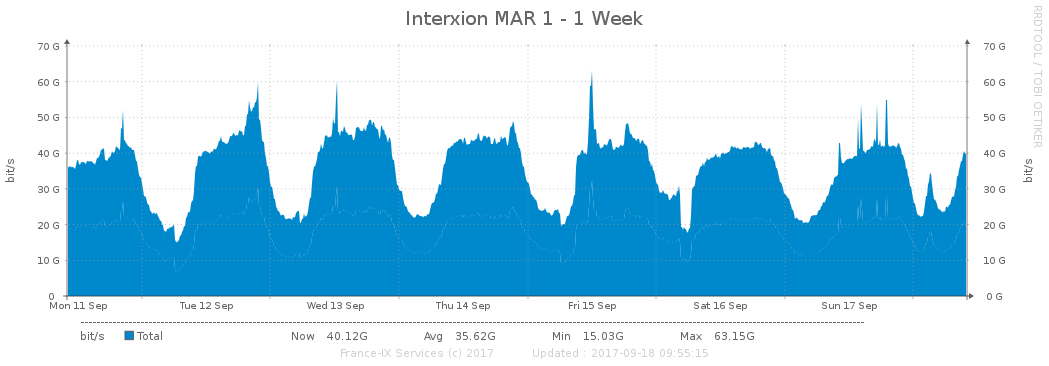 Interxion MAR 1 - 1 Week
RRDTOOL / TOBI OETIKER
bit/s
70 G
60 G
50 G
40 G
30 G
20 G
10 G
0
70 G
60 G
50 G
40 G
30 G
20 G
10 G
0 G
bit/s
Mon 11 Sep Tue 12 Sep Wed 13 Sep Thu 14 Sep Fri 15 Sep Sat 16 Sep Sun 17 Sep
bit/s Total Now 40.12G Avg 35.62G Min 15.03G Max 63.15G
France-IX Services (c) 2017 Updated : 2017-09-18 09:55:15